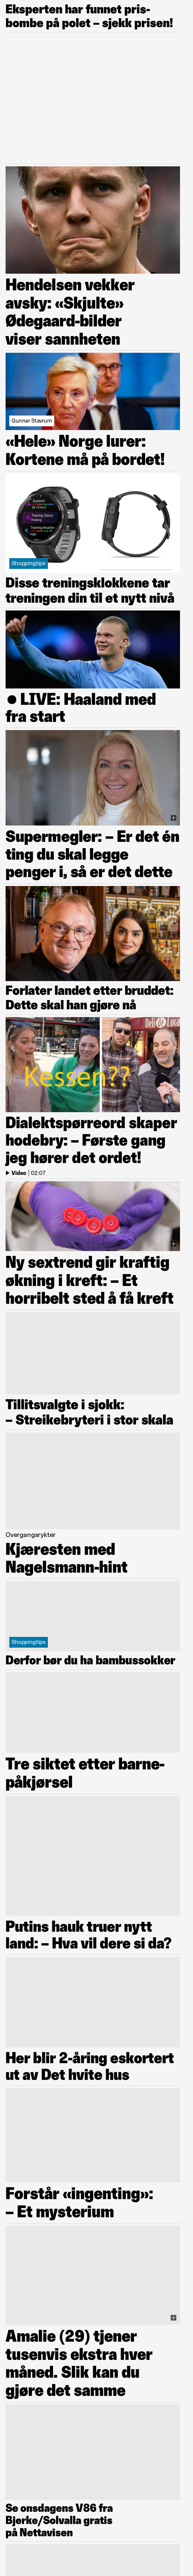 Eksperten har funnet pris-
bombe på polet – sjekk prisen!
Hendelsen vekker
avsky: «Skjulte»
Ødegaard-bilder
viser sannheten
Gunnar Stavrum
«Hele» Norge lurer:
Kortene må på bordet!
Shoppingtips
Disse treningsklokkene tar
treningen din til et nytt nivå
● LIVE: Haaland med
fra start
Supermegler: – Er det én
ting du skal legge
penger i, så er det dette
Forlater landet etter bruddet:
Dette skal han gjøre nå
Kessen??
Dialektspørreord skaper
hodebry: – Første gang
jeg hører det ordet!
Video | 02:07
Ny sextrend gir kraftig
økning i kreft: – Et
horribelt sted å få kreft
Tillitsvalgte i sjokk:
– Streikebryteri i stor skala
Overgangsrykter
Kjæresten med
Nagelsmann-hint
Shoppingtips
Derfor bør du ha bambussokker
Tre siktet etter barne-
påkjørsel
Putins hauk truer nytt
land: – Hva vil dere si da?
Her blir 2-åring eskortert
ut av Det hvite hus
Forstår «ingenting»:
– Et mysterium
Amalie (29) tjener
tusenvis ekstra hver
måned. Slik kan du
gjøre det samme
Se onsdagens V86 fra
Bjerke/Solvalla gratis
på Nettavisen